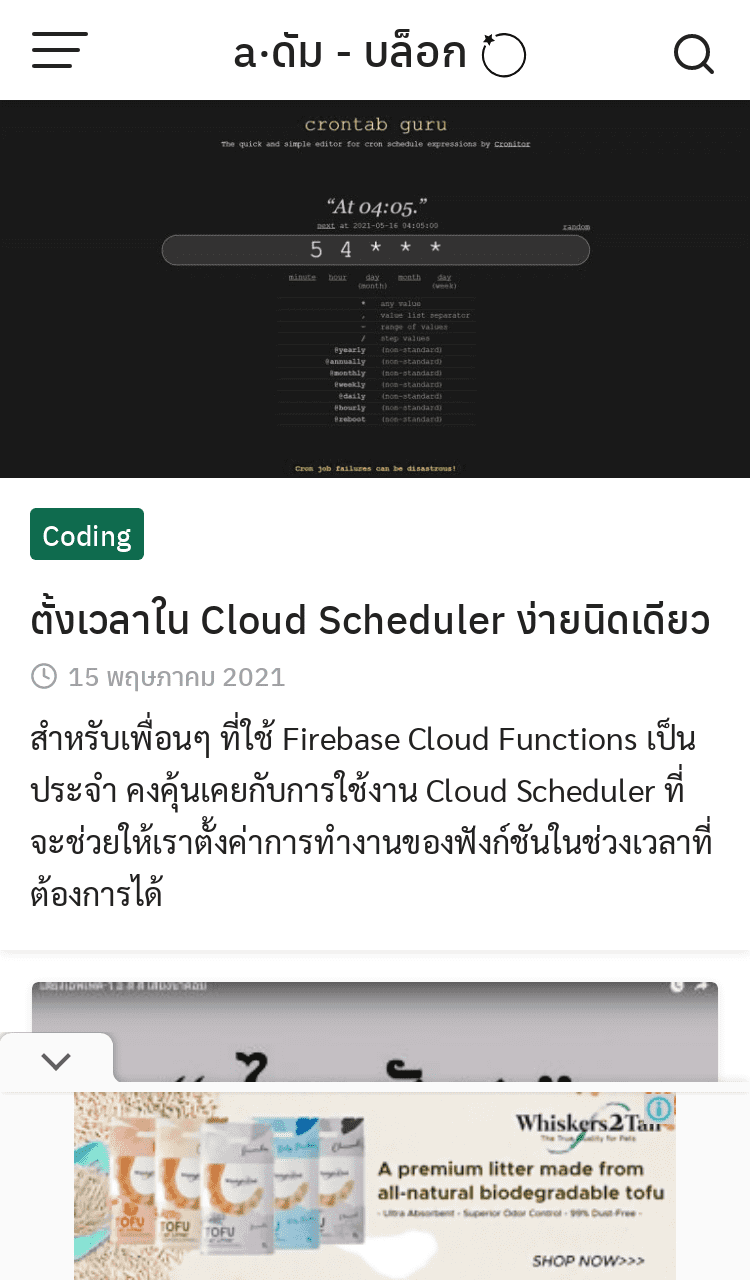 a·ดัม - บล็อก
crontab guru
The quick and simple editor for cron schedule expressions by Cronitor
“At 04:05.”
next at 2021-05-16 04:05:00
random
5 4 * * *
minute hour day (month) month day (week)
* any value
, value list separator
- range of values
/ step values
@yearly (non-standard)
@annually (non-standard)
@monthly (non-standard)
@weekly (non-standard)
@daily (non-standard)
@hourly (non-standard)
@reboot (non-standard)
Cron job failures can be disastrous!
Coding
ตั้งเวลาใน Cloud Scheduler ง่ายนิดเดียว
15 พฤษภาคม 2021
สำหรับเพื่อนๆ ที่ใช้ Firebase Cloud Functions เป็น
ประจำ คงคุ้นเคยกับการใช้งาน Cloud Scheduler ที่
จะช่วยให้เราตั้งค่าการทำงานของฟังก์ชันในช่วงเวลาที่
ต้องการได้
Whiskers2Tail
The True Quality for Pets
A premium litter made from
all-natural biodegradable tofu
- Ultra Absorbent - Superior Odor Control - 99% Dust-Free -
TOFU
TOFU
TOFU
SHOP NOW>>>